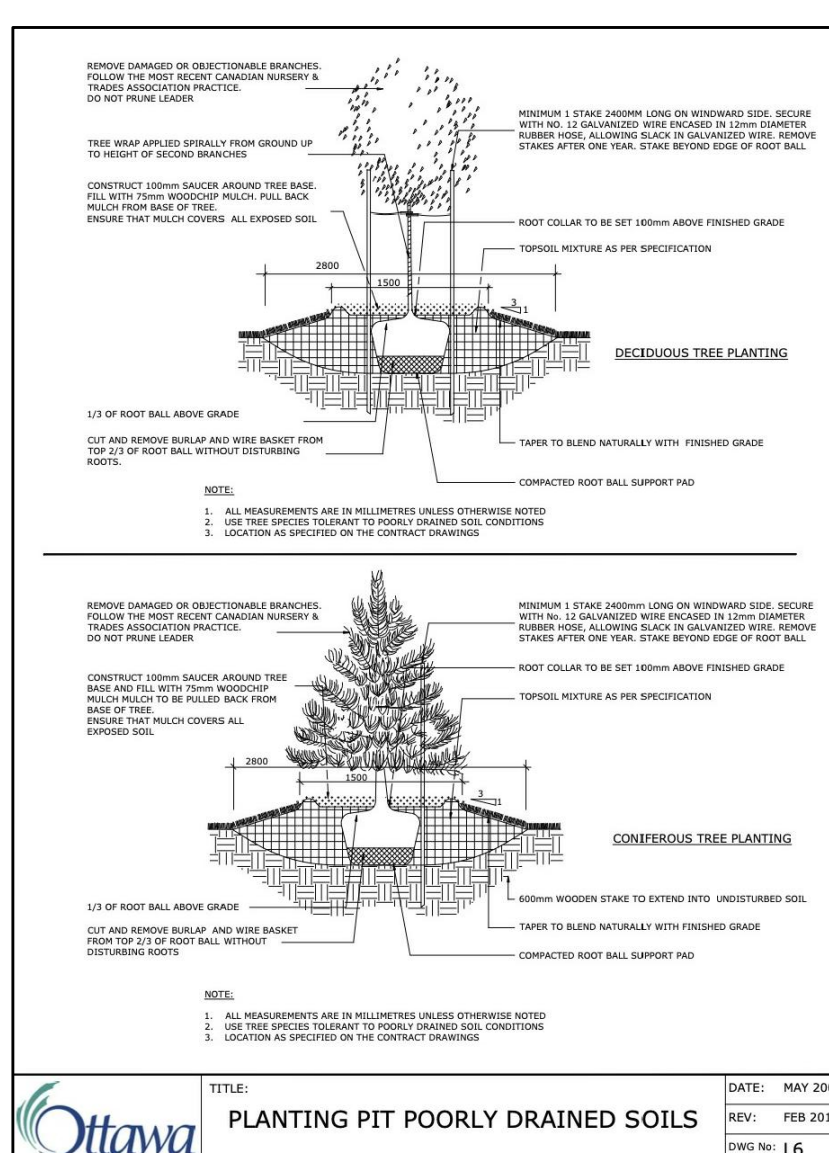 REMOVE DAMAGED OR OBJECTIONABLE BRANCHES.
FOLLOW THE MOST RECENT CANADIAN NURSERY &
TRADES ASSOCIATION PRACTICE.
DO NOT PRUNE LEADER
TREE WRAP APPLIED SPIRALLY FROM GROUND UP
TO HEIGHT OF SECOND BRANCHES
CONSTRUCT 100mm SAUCER AROUND TREE BASE.
FILL WITH 75mm WOODCHIP MULCH. PULL BACK
MULCH FROM BASE OF TREE.
ENSURE THAT MULCH COVERS ALL EXPOSED SOIL
MINIMUM 1 STAKE 2400MM LONG ON WINDWARD SIDE. SECURE
WITH NO. 12 GALVANIZED WIRE ENCASED IN 12mm DIAMETER
RUBBER HOSE, ALLOWING SLACK IN GALVANIZED WIRE. REMOVE
STAKES AFTER ONE YEAR. STAKE BEYOND EDGE OF ROOT BALL
ROOT COLLAR TO BE SET 100mm ABOVE FINISHED GRADE
TOPSOIL MIXTURE AS PER SPECIFICATION
2800
1500
3
1
DECIDUOUS TREE PLANTING
1/3 OF ROOT BALL ABOVE GRADE
CUT AND REMOVE BURLAP AND WIRE BASKET FROM
TOP 2/3 OF ROOT BALL WITHOUT DISTURBING
ROOTS.
TAPER TO BLEND NATURALLY WITH FINISHED GRADE
COMPACTED ROOT BALL SUPPORT PAD
NOTE:
1. ALL MEASUREMENTS ARE IN MILLIMETRES UNLESS OTHERWISE NOTED
2. USE TREE SPECIES TOLERANT TO POORLY DRAINED SOIL CONDITIONS
3. LOCATION AS SPECIFIED ON THE CONTRACT DRAWINGS
REMOVE DAMAGED OR OBJECTIONABLE BRANCHES.
FOLLOW THE MOST RECENT CANADIAN NURSERY &
TRADES ASSOCIATION PRACTICE.
DO NOT PRUNE LEADER
CONSTRUCT 100mm SAUCER AROUND TREE
BASE AND FILL WITH 75mm WOODCHIP
MULCH MULCH TO BE PULLED BACK FROM
BASE OF TREE.
ENSURE THAT MULCH COVERS ALL
EXPOSED SOIL
MINIMUM 1 STAKE 2400mm LONG ON WINDWARD SIDE. SECURE
WITH No. 12 GALVANIZED WIRE ENCASED IN 12mm DIAMETER
RUBBER HOSE, ALLOWING SLACK IN GALVANIZED WIRE. REMOVE
STAKES AFTER ONE YEAR. STAKE BEYOND EDGE OF ROOT BALL
ROOT COLLAR TO BE SET 100mm ABOVE FINISHED GRADE
TOPSOIL MIXTURE AS PER SPECIFICATION
2800
1500
3
1
CONIFEROUS TREE PLANTING
1/3 OF ROOT BALL ABOVE GRADE
CUT AND REMOVE BURLAP AND WIRE BASKET
FROM TOP 2/3 OF ROOT BALL WITHOUT
DISTURBING ROOTS
600mm WOODEN STAKE TO EXTEND INTO UNDISTURBED SOIL
TAPER TO BLEND NATURALLY WITH FINISHED GRADE
COMPACTED ROOT BALL SUPPORT PAD
NOTE:
1. ALL MEASUREMENTS ARE IN MILLIMETRES UNLESS OTHERWISE NOTED
2. USE TREE SPECIES TOLERANT TO POORLY DRAINED SOIL CONDITIONS
3. LOCATION AS SPECIFIED ON THE CONTRACT DRAWINGS
Ottawa
TITLE:
PLANTING PIT POORLY DRAINED SOILS
DATE: MAY
REV: FEB
DWG No: L6